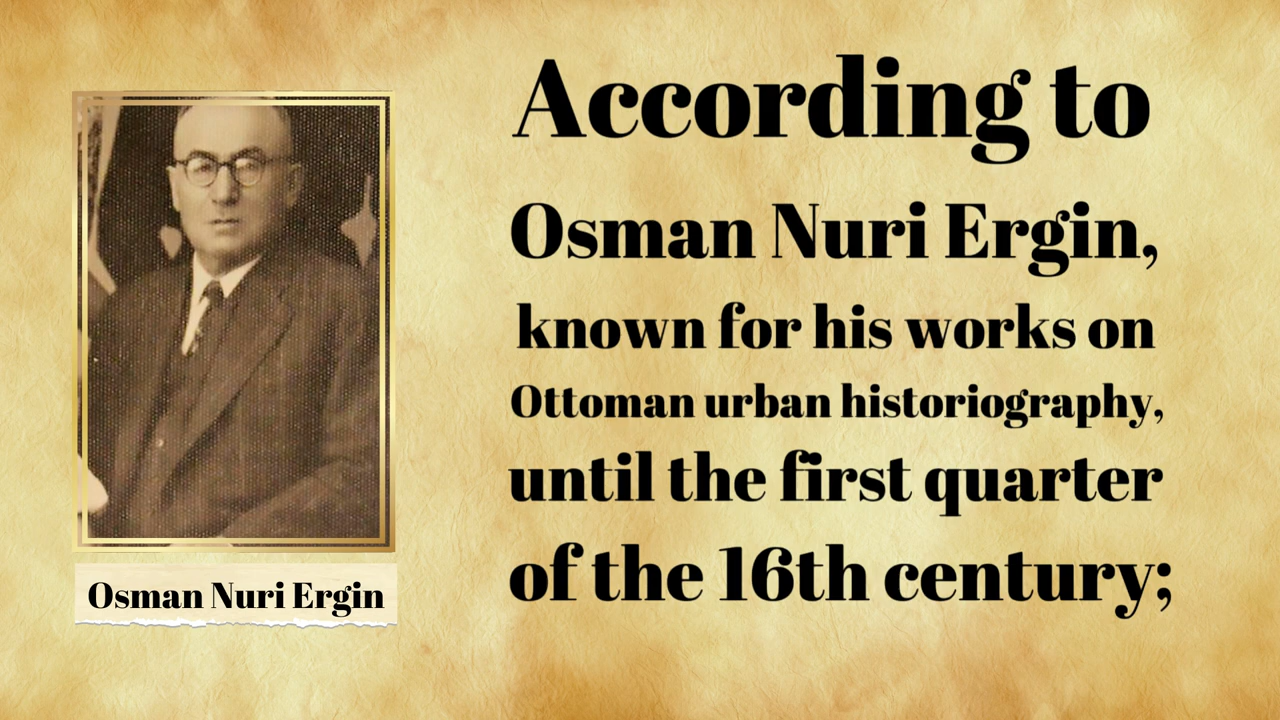 According to
Osman Nuri Ergin,
known for his works on
Ottoman urban historiography,
until the first quarter
of the 16th century;
Osman Nuri Ergin